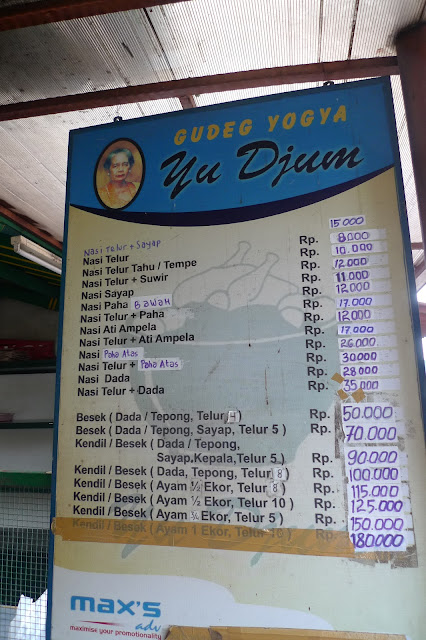 GUDEG YOGYA
Yu Djum
Nasi Telur + Sayap 15.000
Nasi Telur Rp. 8.000
Nasi Telur Tahu / Tempe Rp. 10.000
Nasi Telur + Suwir Rp. 12.000
Nasi Sayap Rp. 11.000
Nasi Paha BAWAH Rp. 12.000
Nasi Telur + Paha Rp. 17.000
Nasi Ati Ampela Rp. 12.000
Nasi Telur + Ati Ampela Rp. 17.000
Nasi Paha Atas Rp. 26.000
Nasi Telur + Paha Atas Rp. 30.000
Nasi Dada Rp. 28.000
Nasi Telur + Dada Rp. 35.000
Besek ( Dada / Tepong, Telur 4 ) Rp. 50.000
Besek ( Dada / Tepong, Sayap, Telur 5 ) Rp. 70.000
Kendil / Besek ( Dada / Tepong,
Sayap,Kepala,Telur 5 ) Rp. 90.000
Kendil / Besek ( Dada, Tepong, Telur 8 ) Rp. 100.000
Kendil / Besek ( Ayam ½ Ekor, Telur 8 ) Rp. 115.000
Kendil / Besek ( Ayam ½ Ekor, Telur 10 ) Rp. 125.000
Kendil / Besek ( Ayam ¾ Ekor, Telur 5 ) Rp. 150.000
Kendil / Besek ( Ayam 1 Ekor, Telur 10 ) Rp. 180.000
max's
adv
maximise your promotionality